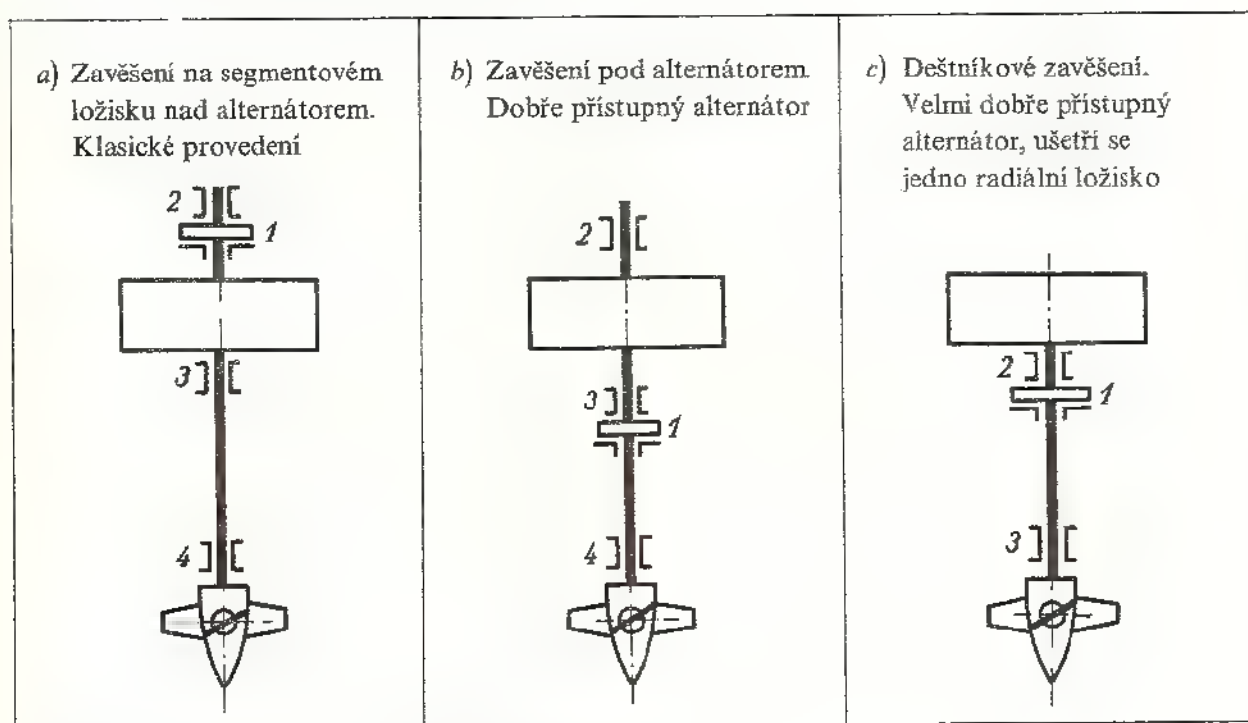 a) Zavěšení na segmentovém
ložisku nad alternátorem.
Klasické provedení
2
1
3
4
b) Zavěšení pod alternátorem.
Dobře přístupný alternátor
2
3
1
4
c) Deštníkové zavěšení.
Velmi dobře přístupný
alternátor, ušetří se
jedno radiální ložisko
2
1
3